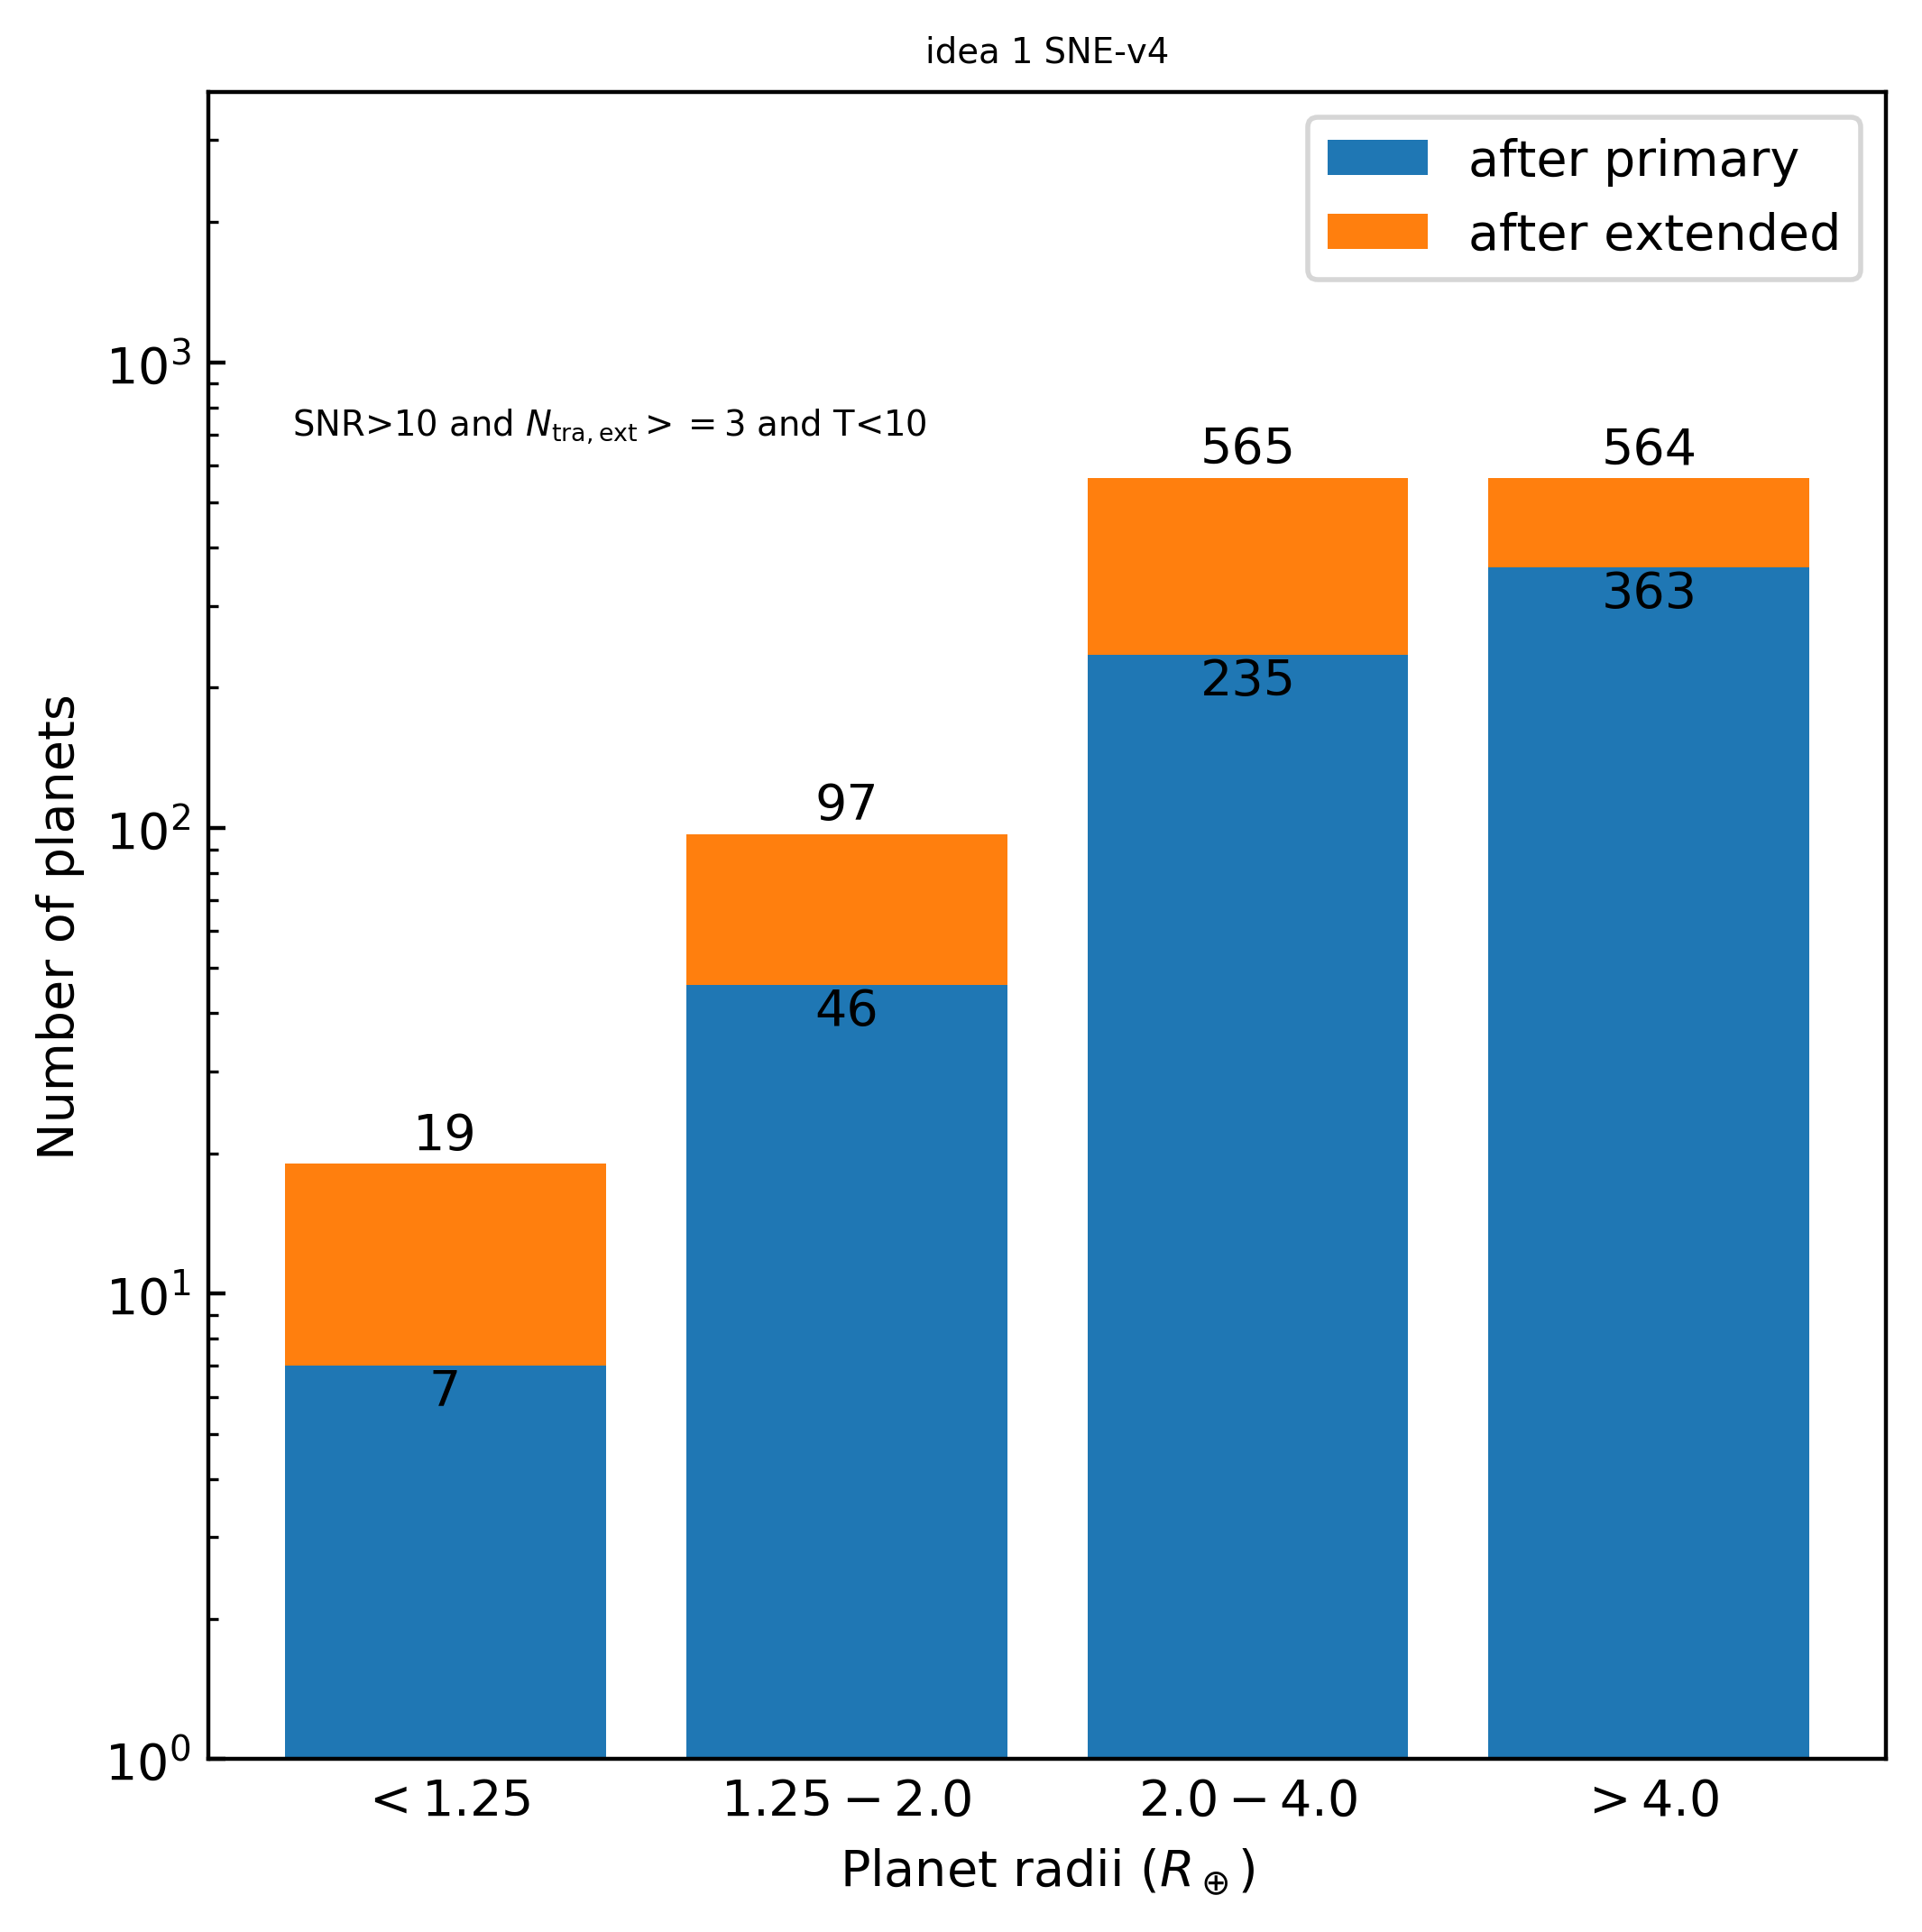 idea 1 SNE-v4
after primary
after extended
10³
SNR>10 and N_tra,ext >=3 and T<10
565
564
363
235
10²
97
46
Number of planets
19
10¹
7
10⁰
<1.25
1.25−2.0
2.0−4.0
>4.0
Planet radii (R⊕)